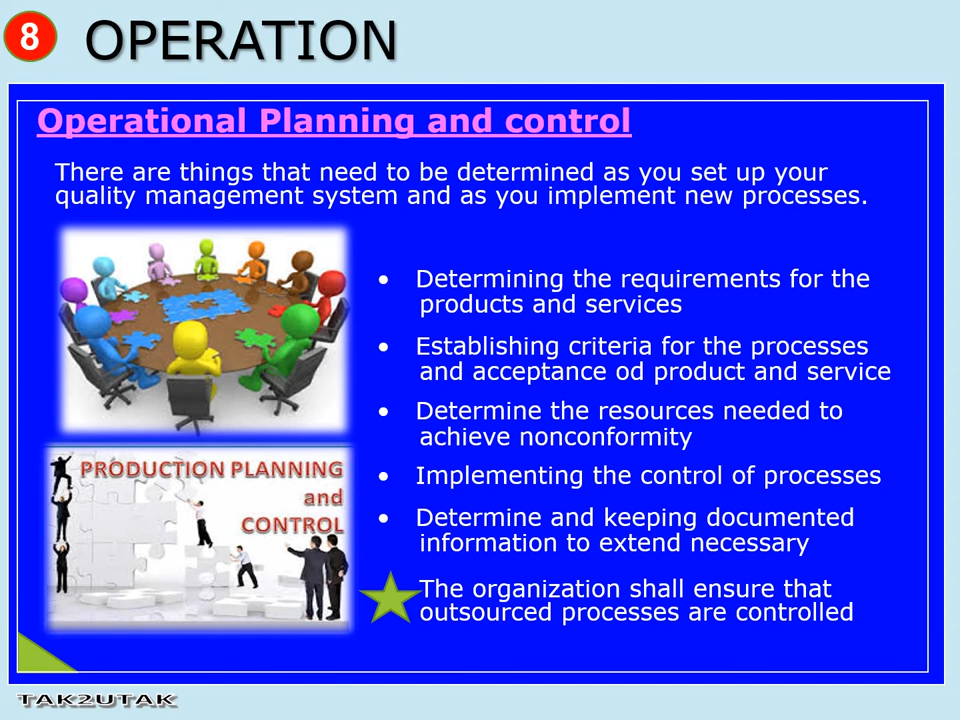 8
OPERATION
Operational Planning and control
There are things that need to be determined as you set up your
quality management system and as you implement new processes.
• Determining the requirements for the
products and services
• Establishing criteria for the processes
and acceptance od product and service
• Determine the resources needed to
achieve nonconformity
• Implementing the control of processes
• Determine and keeping documented
information to extend necessary
The organization shall ensure that
outsourced processes are controlled
PRODUCTION PLANNING
and
CONTROL
TAK2UTAK